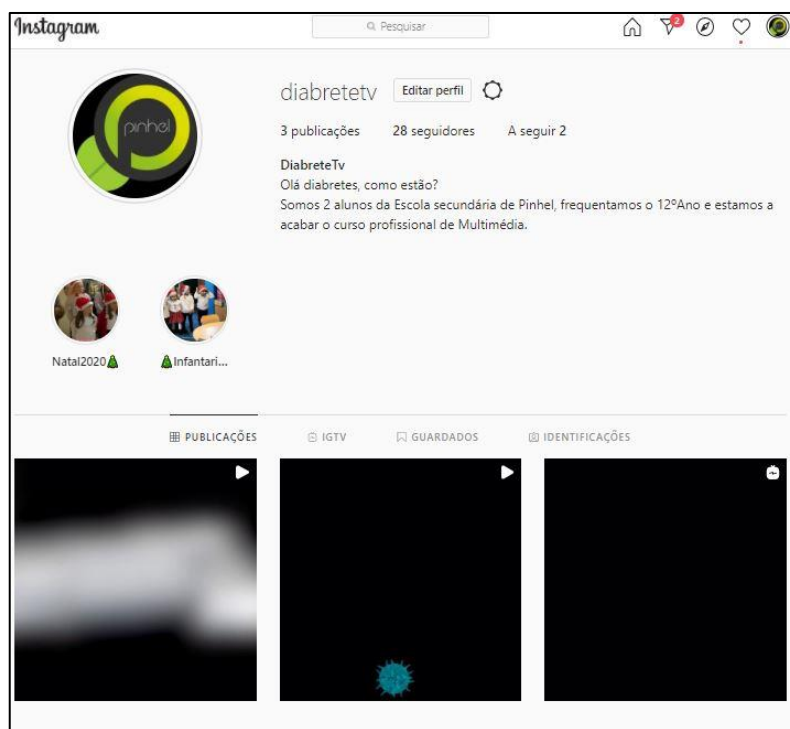 Instagram
Pesquisar
2
pinhel
diabretetv Editar perfil
3 publicações 28 seguidores A seguir 2
DiabreteTv
Olá diabretes, como estão?
Somos 2 alunos da Escola secundária de Pinhel, frequentamos o 12ºAno e estamos a
acabar o curso profissional de Multimédia.
Natal2020🎄 🎄Infantari...
PUBLICAÇÕES IGTV GUARDADOS IDENTIFICAÇÕES